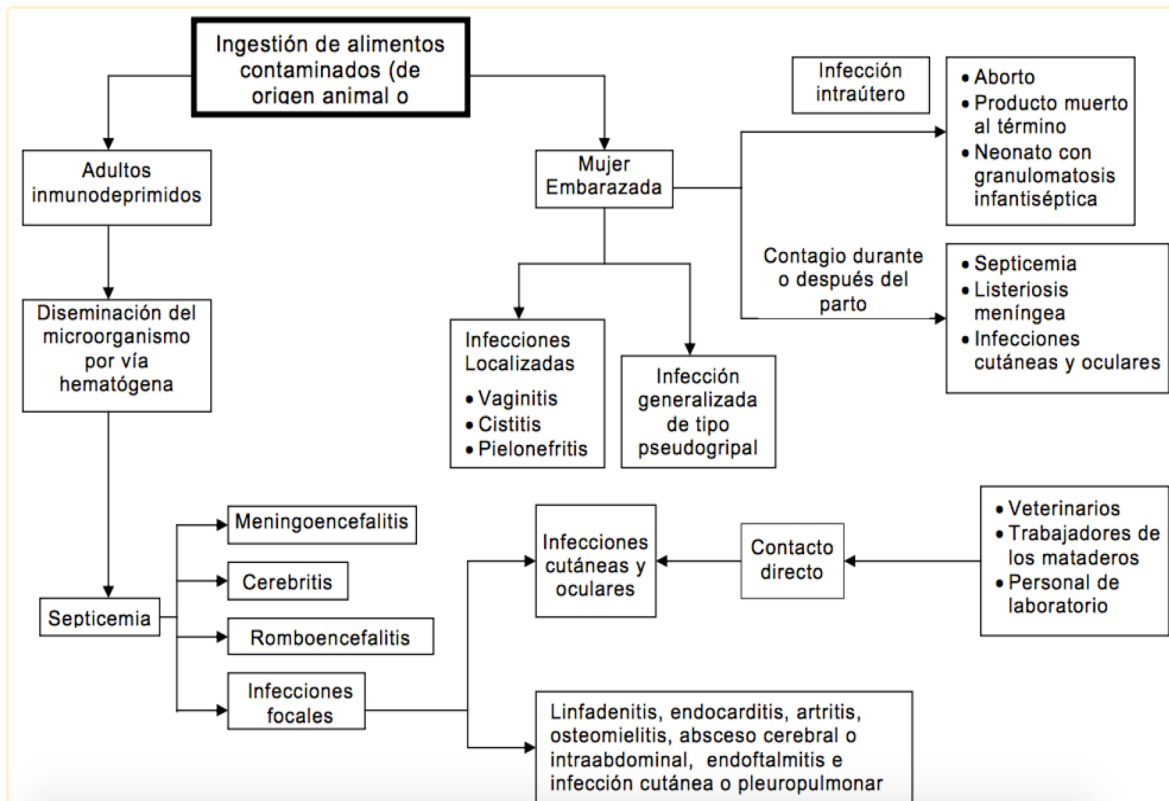 Ingestión de alimentos
contaminados (de
origen animal o
Adultos
inmunodeprimidos
Diseminación del
microorganismo
por vía
hematógena
Septicemia
Meningoencefalitis
Cerebritis
Romboencefalitis
Infecciones
focales
Mujer
Embarazada
Infecciones
Localizadas
• Vaginitis
• Cistitis
• Pielonefritis
Infección
generalizada
de tipo
pseudogripal
Infección
intraútero
• Aborto
• Producto muerto
al término
• Neonato con
granulomatosis
infantiséptica
Contagio durante
o después del
parto
• Septicemia
• Listeriosis
meníngea
• Infecciones
cutáneas y oculares
Infecciones
cutáneas y
oculares
Contacto
directo
• Veterinarios
• Trabajadores de
los mataderos
• Personal de
laboratorio
Linfadenitis, endocarditis, artritis,
osteomielitis, absceso cerebral o
intraabdominal, endoftalmitis e
infección cutánea o pleuropulmonar